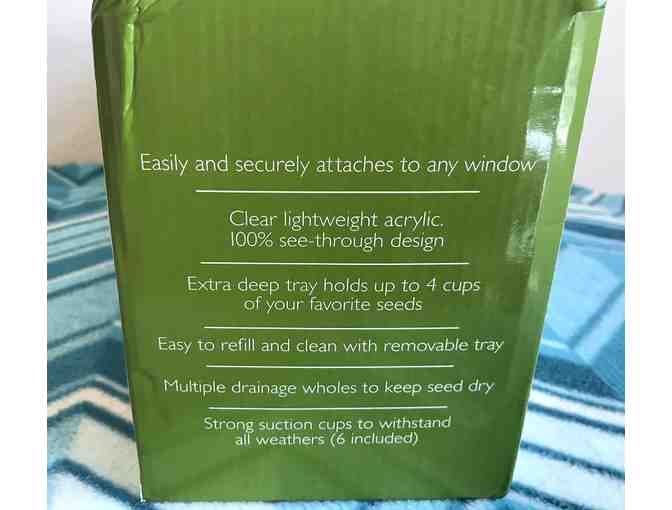 Easily and securely attaches to any window
Clear lightweight acrylic.
100% see-through design
Extra deep tray holds up to 4 cups
of your favorite seeds
Easy to refill and clean with removable tray
Multiple drainage wholes to keep seed dry
Strong suction cups to withstand
all weathers (6 included)